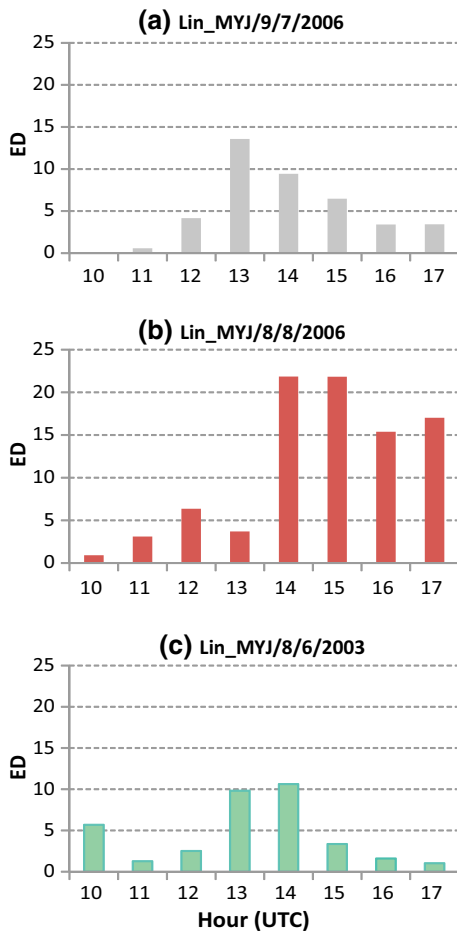 (a) Lin_MYJ/9/7/2006
25
20
15
10
5
0
ED
10 11 12 13 14 15 16 17
(b) Lin_MYJ/8/8/2006
25
20
15
10
5
0
ED
10 11 12 13 14 15 16 17
(c) Lin_MYJ/8/6/2003
25
20
15
10
5
0
ED
10 11 12 13 14 15 16 17
Hour (UTC)